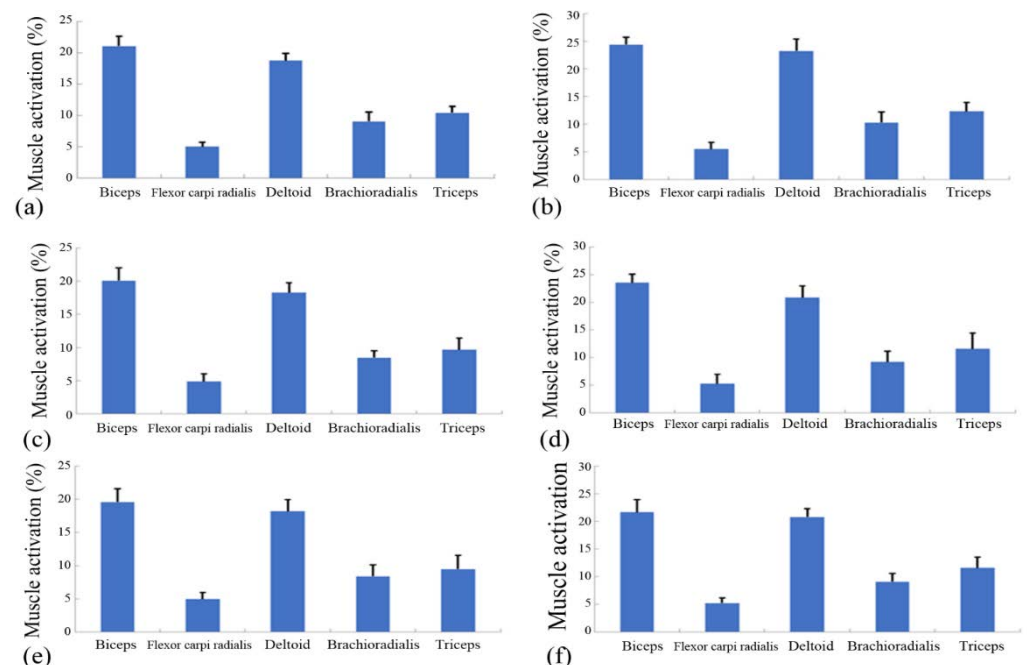 Muscle activation (%)
25
20
15
10
5
0
Biceps Flexor carpi radialis Deltoid Brachioradialis Triceps
(a)
Muscle activation (%)
30
25
20
15
10
5
0
Biceps Flexor carpi radialis Deltoid Brachioradialis Triceps
(b)
Muscle activation (%)
25
20
15
10
5
0
Biceps Flexor carpi radialis Deltoid Brachioradialis Triceps
(c)
Muscle activation (%)
30
25
20
15
10
5
0
Biceps Flexor carpi radialis Deltoid Brachioradialis Triceps
(d)
Muscle activation (%)
25
20
15
10
5
0
Biceps Flexor carpi radialis Deltoid Brachioradialis Triceps
(e)
Muscle activation
30
25
20
15
10
5
0
Biceps Flexor carpi radialis Deltoid Brachioradialis Triceps
(f)